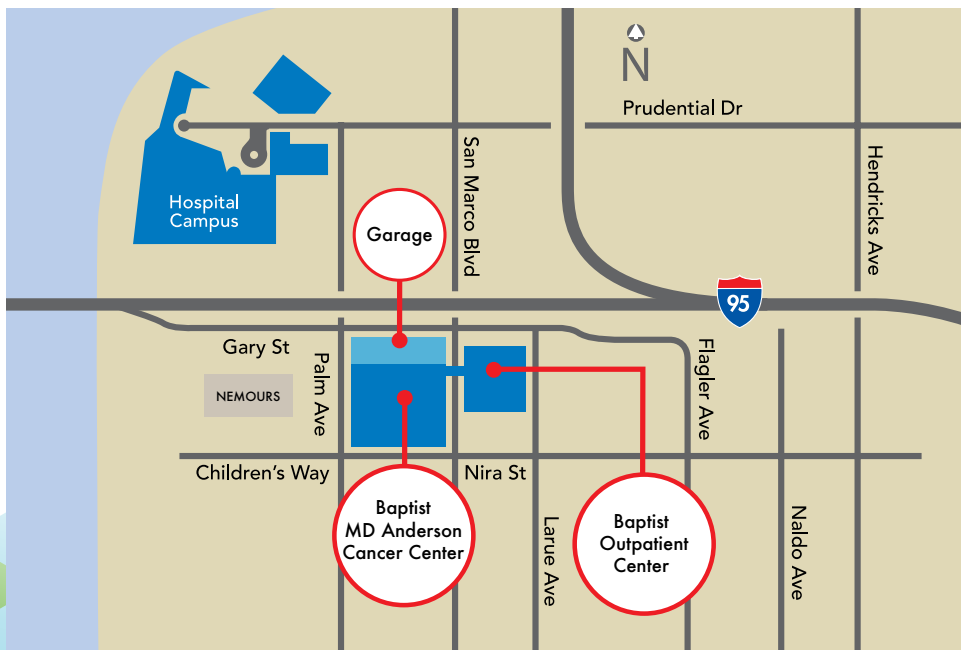 N
Prudential Dr
San Marco Blvd
Hendricks Ave
Hospital
Campus
Garage
95
Gary St
Palm Ave
Flagler Ave
NEMOURS
Children's Way
Nira St
Baptist
MD Anderson
Cancer Center
Larue Ave
Baptist
Outpatient
Center
Naldo Ave